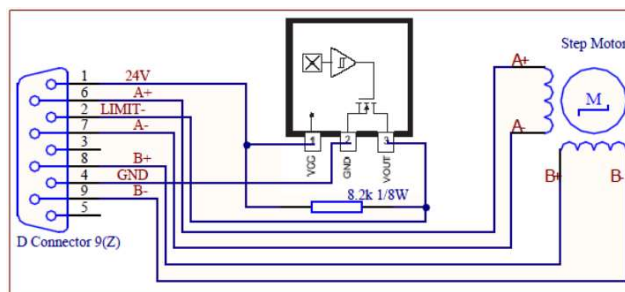 Step Motor
1 24V
6 A+
2 LIMIT-
7 A-
3
8 B+
4 GND
9 B-
5
D Connector 9(Z)
1 2 3
VCC GND VOUT
8.2k 1/8W
A+
A-
M
B+ B-